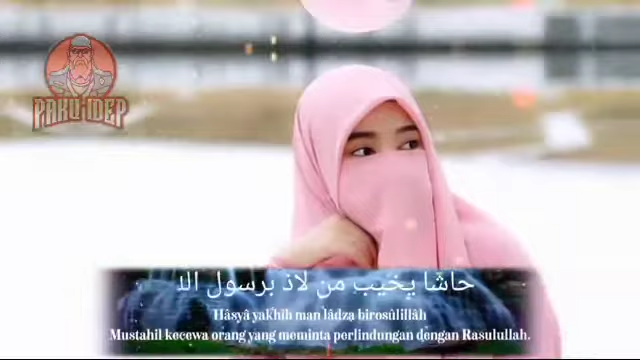 PAKU IDEP
حاشا يخيب من لاذ برسول الله
Hâsyâ yakhîb man lâdza birosûlillâh
Mustahil kecewa orang yang meminta perlindungan dengan Rasulullah.